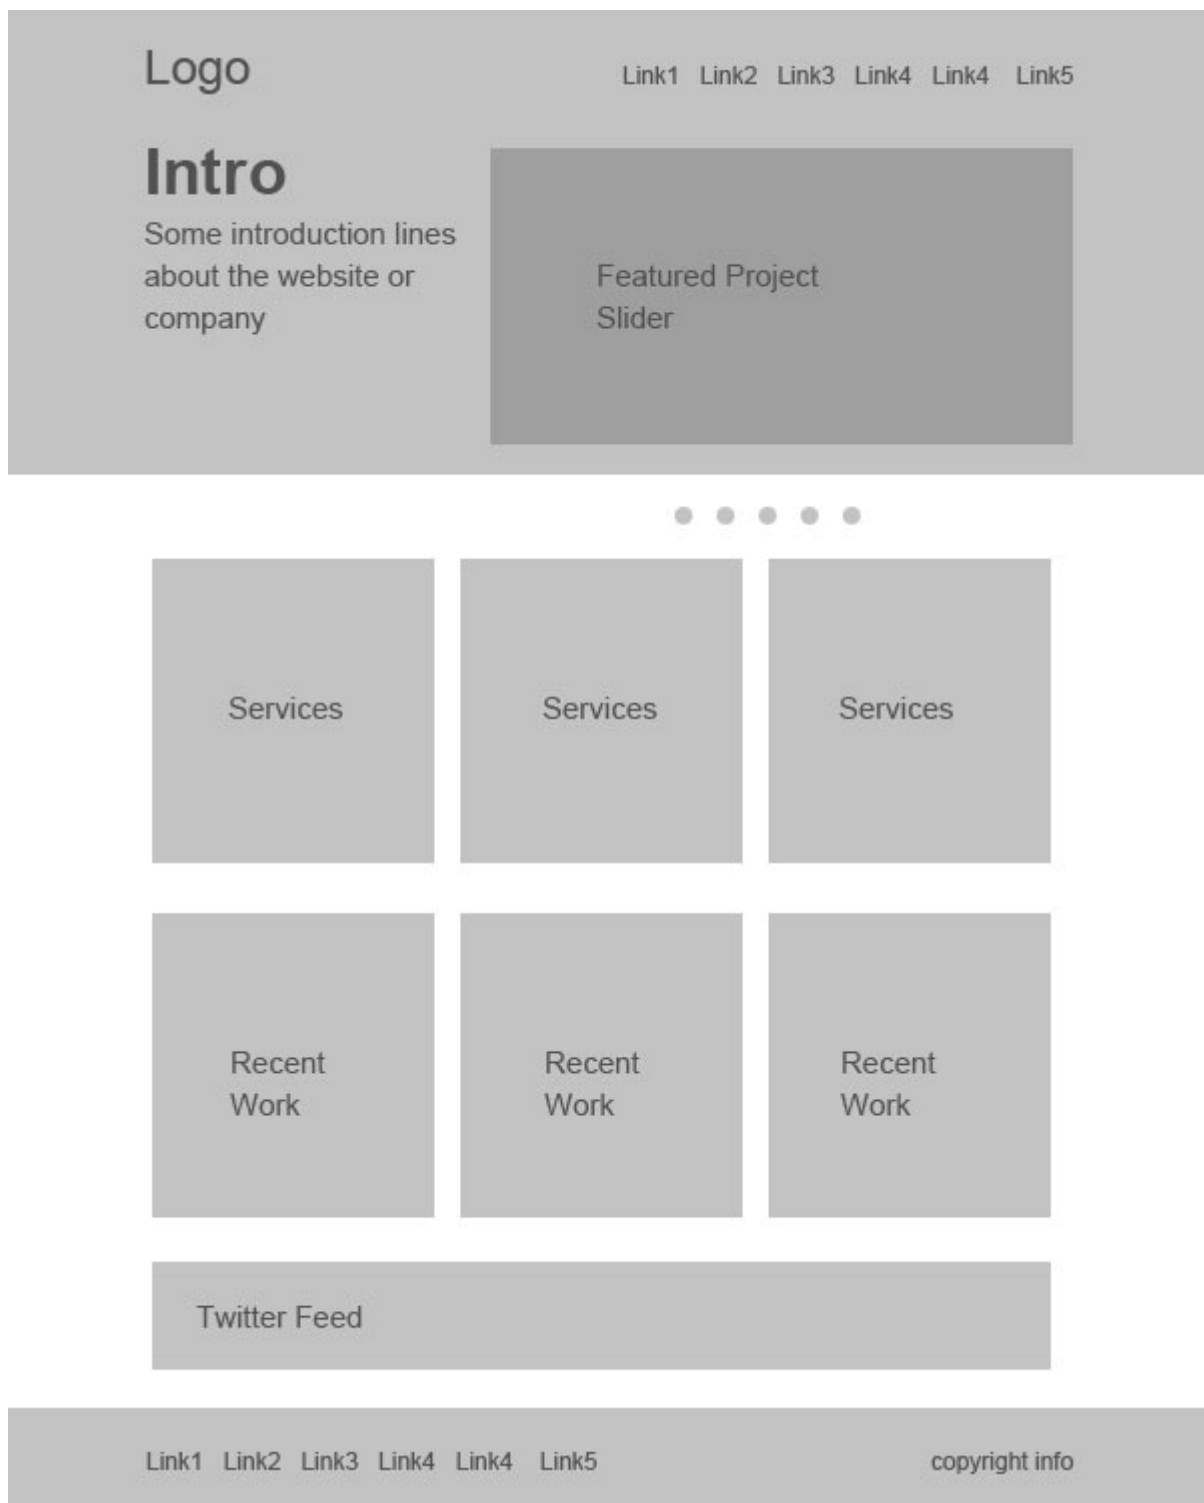 Logo
Link1 Link2 Link3 Link4 Link4 Link5
Intro
Some introduction lines
about the website or
company
Featured Project
Slider
Services
Services
Services
Recent
Work
Recent
Work
Recent
Work
Twitter Feed
Link1 Link2 Link3 Link4 Link4 Link5
copyright info